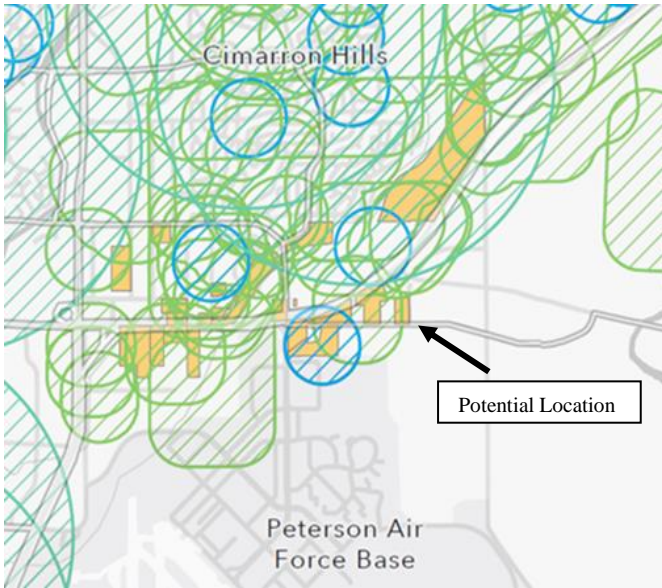 Cimarron Hills
Potential Location
Peterson Air
Force Base